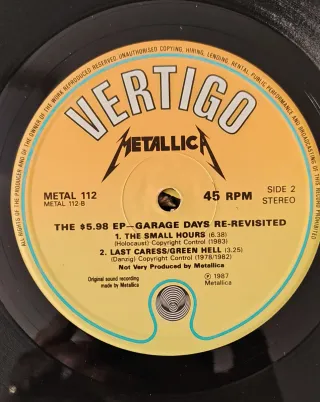 ALL RIGHTS OF THE PRODUCER AND OF THE OWNER OF THE WORK REPRODUCED RESERVED. UNAUTHORISED COPYING, HIRING, LENDING, RENTAL, PUBLIC PERFORMANCE AND BROADCASTING OF THIS RECORD
VERTIGO
METALLICA
METAL 112
METAL 112-B
45 RPM
SIDE 2
STEREO
THE $5.98 EP—GARAGE DAYS RE-REVISITED
1. THE SMALL HOURS (6.38)
(Holocaust) Copyright Control (1983)
2. LAST CARESS/GREEN HELL (3.25)
(Danzig) Copyright Control (1978/1982)
Not Very Produced by Metallica
Original sound recording
made by Metallica
℗ 1987
Metallica